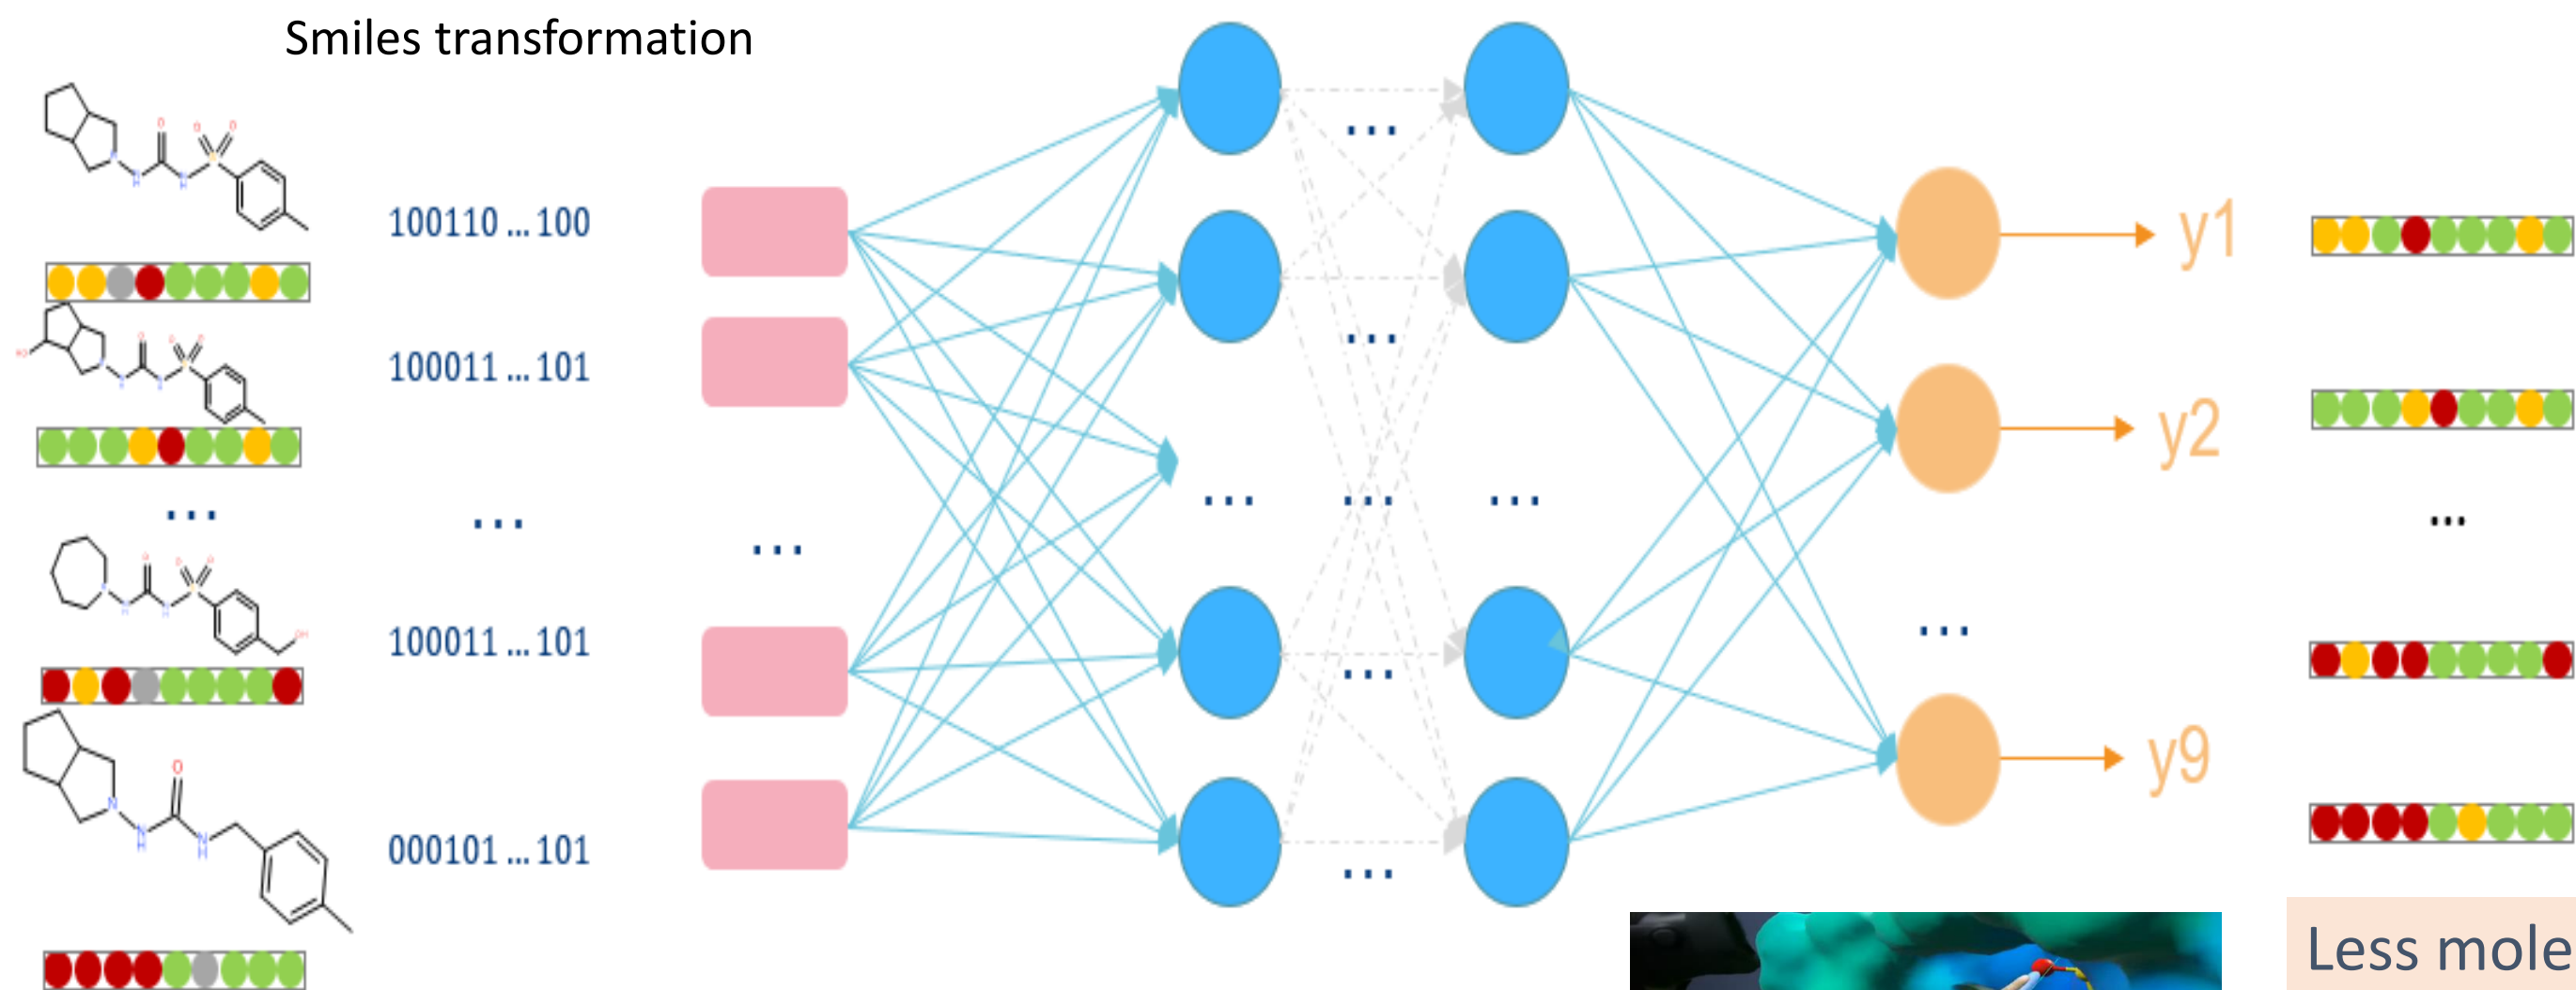 Smiles transformation
100110 ... 100
100011 ... 101
...
100011 ... 101
000101 ... 101
y1
y2
...
y9
Less mole